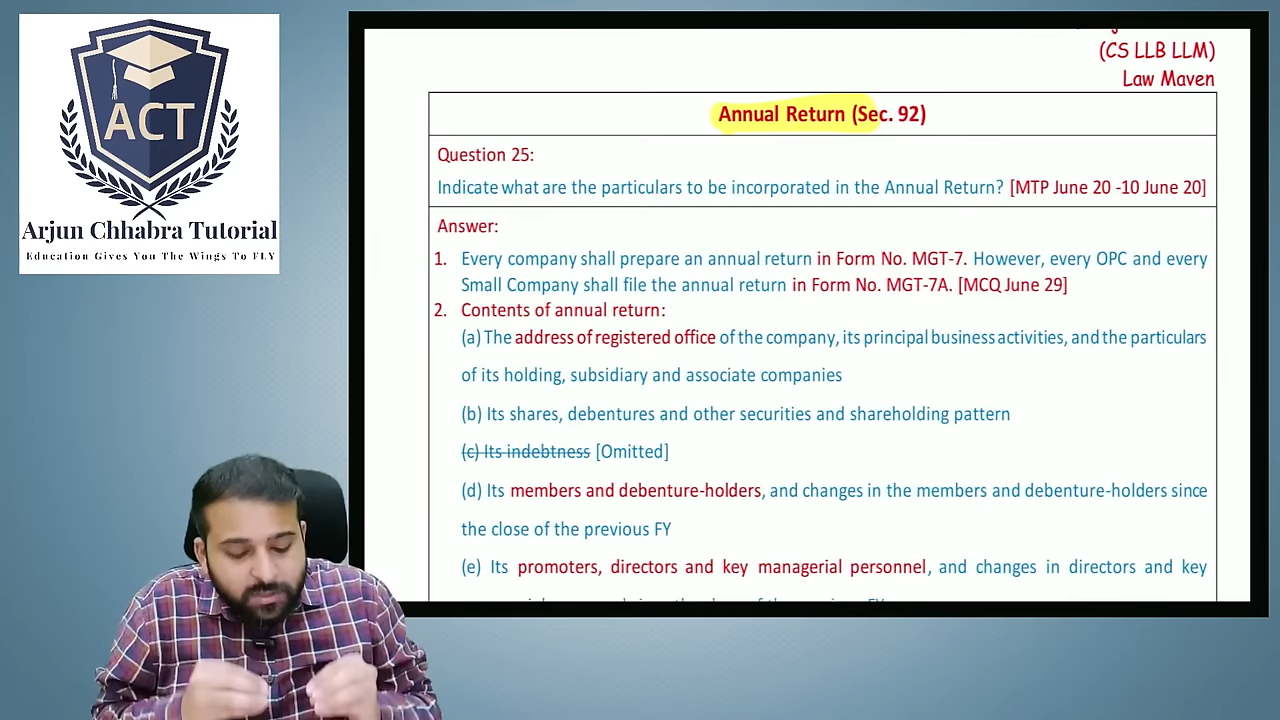 ACT
Arjun Chhabra Tutorial
Education Gives You The Wings To FLY
(CS LLB LLM)
Law Maven
Annual Return (Sec. 92)
Question 25:
Indicate what are the particulars to be incorporated in the Annual Return? [MTP June 20 -10 June 20]
Answer:
1. Every company shall prepare an annual return in Form No. MGT-7. However, every OPC and every
Small Company shall file the annual return in Form No. MGT-7A. [MCQ June 29]
2. Contents of annual return:
(a) The address of registered office of the company, its principal business activities, and the particulars
of its holding, subsidiary and associate companies
(b) Its shares, debentures and other securities and shareholding pattern
(c) Its indebtness [Omitted]
(d) Its members and debenture-holders, and changes in the members and debenture-holders since
the close of the previous FY
(e) Its promoters, directors and key managerial personnel, and changes in directors and key